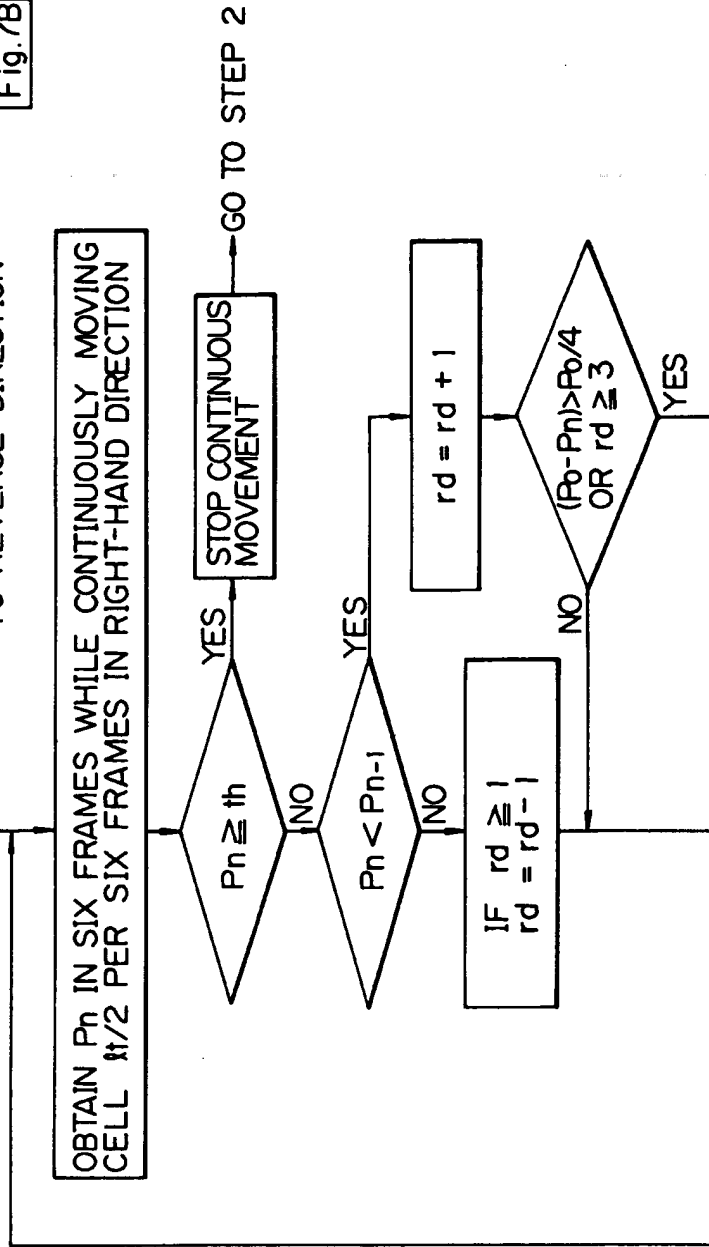 Fig.7B
TO REVERSE DIRECTION
OBTAIN Pn IN SIX FRAMES WHILE CONTINUOUSLY MOVING
CELL ℓt/2 PER SIX FRAMES IN RIGHT-HAND DIRECTION
Pn ≧ th
YES
STOP CONTINUOUS
MOVEMENT
GO TO STEP 2
NO
Pn < Pn-1
YES
rd = rd + 1
NO
IF rd ≧ 1
rd = rd - 1
(Po-Pn)>Po/4
OR rd ≧ 3
NO
YES